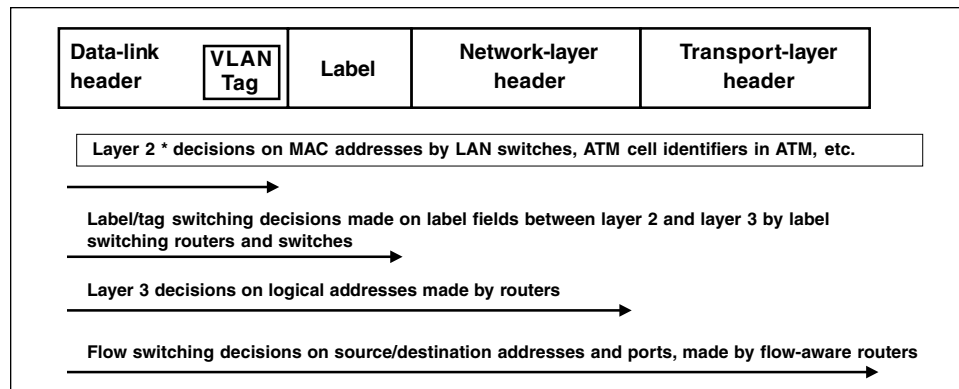 Data-link
header
VLAN
Tag
Label
Network-layer
header
Transport-layer
header
Layer 2 * decisions on MAC addresses by LAN switches, ATM cell identifiers in ATM, etc.
Label/tag switching decisions made on label fields between layer 2 and layer 3 by label
switching routers and switches
Layer 3 decisions on logical addresses made by routers
Flow switching decisions on source/destination addresses and ports, made by flow-aware routers